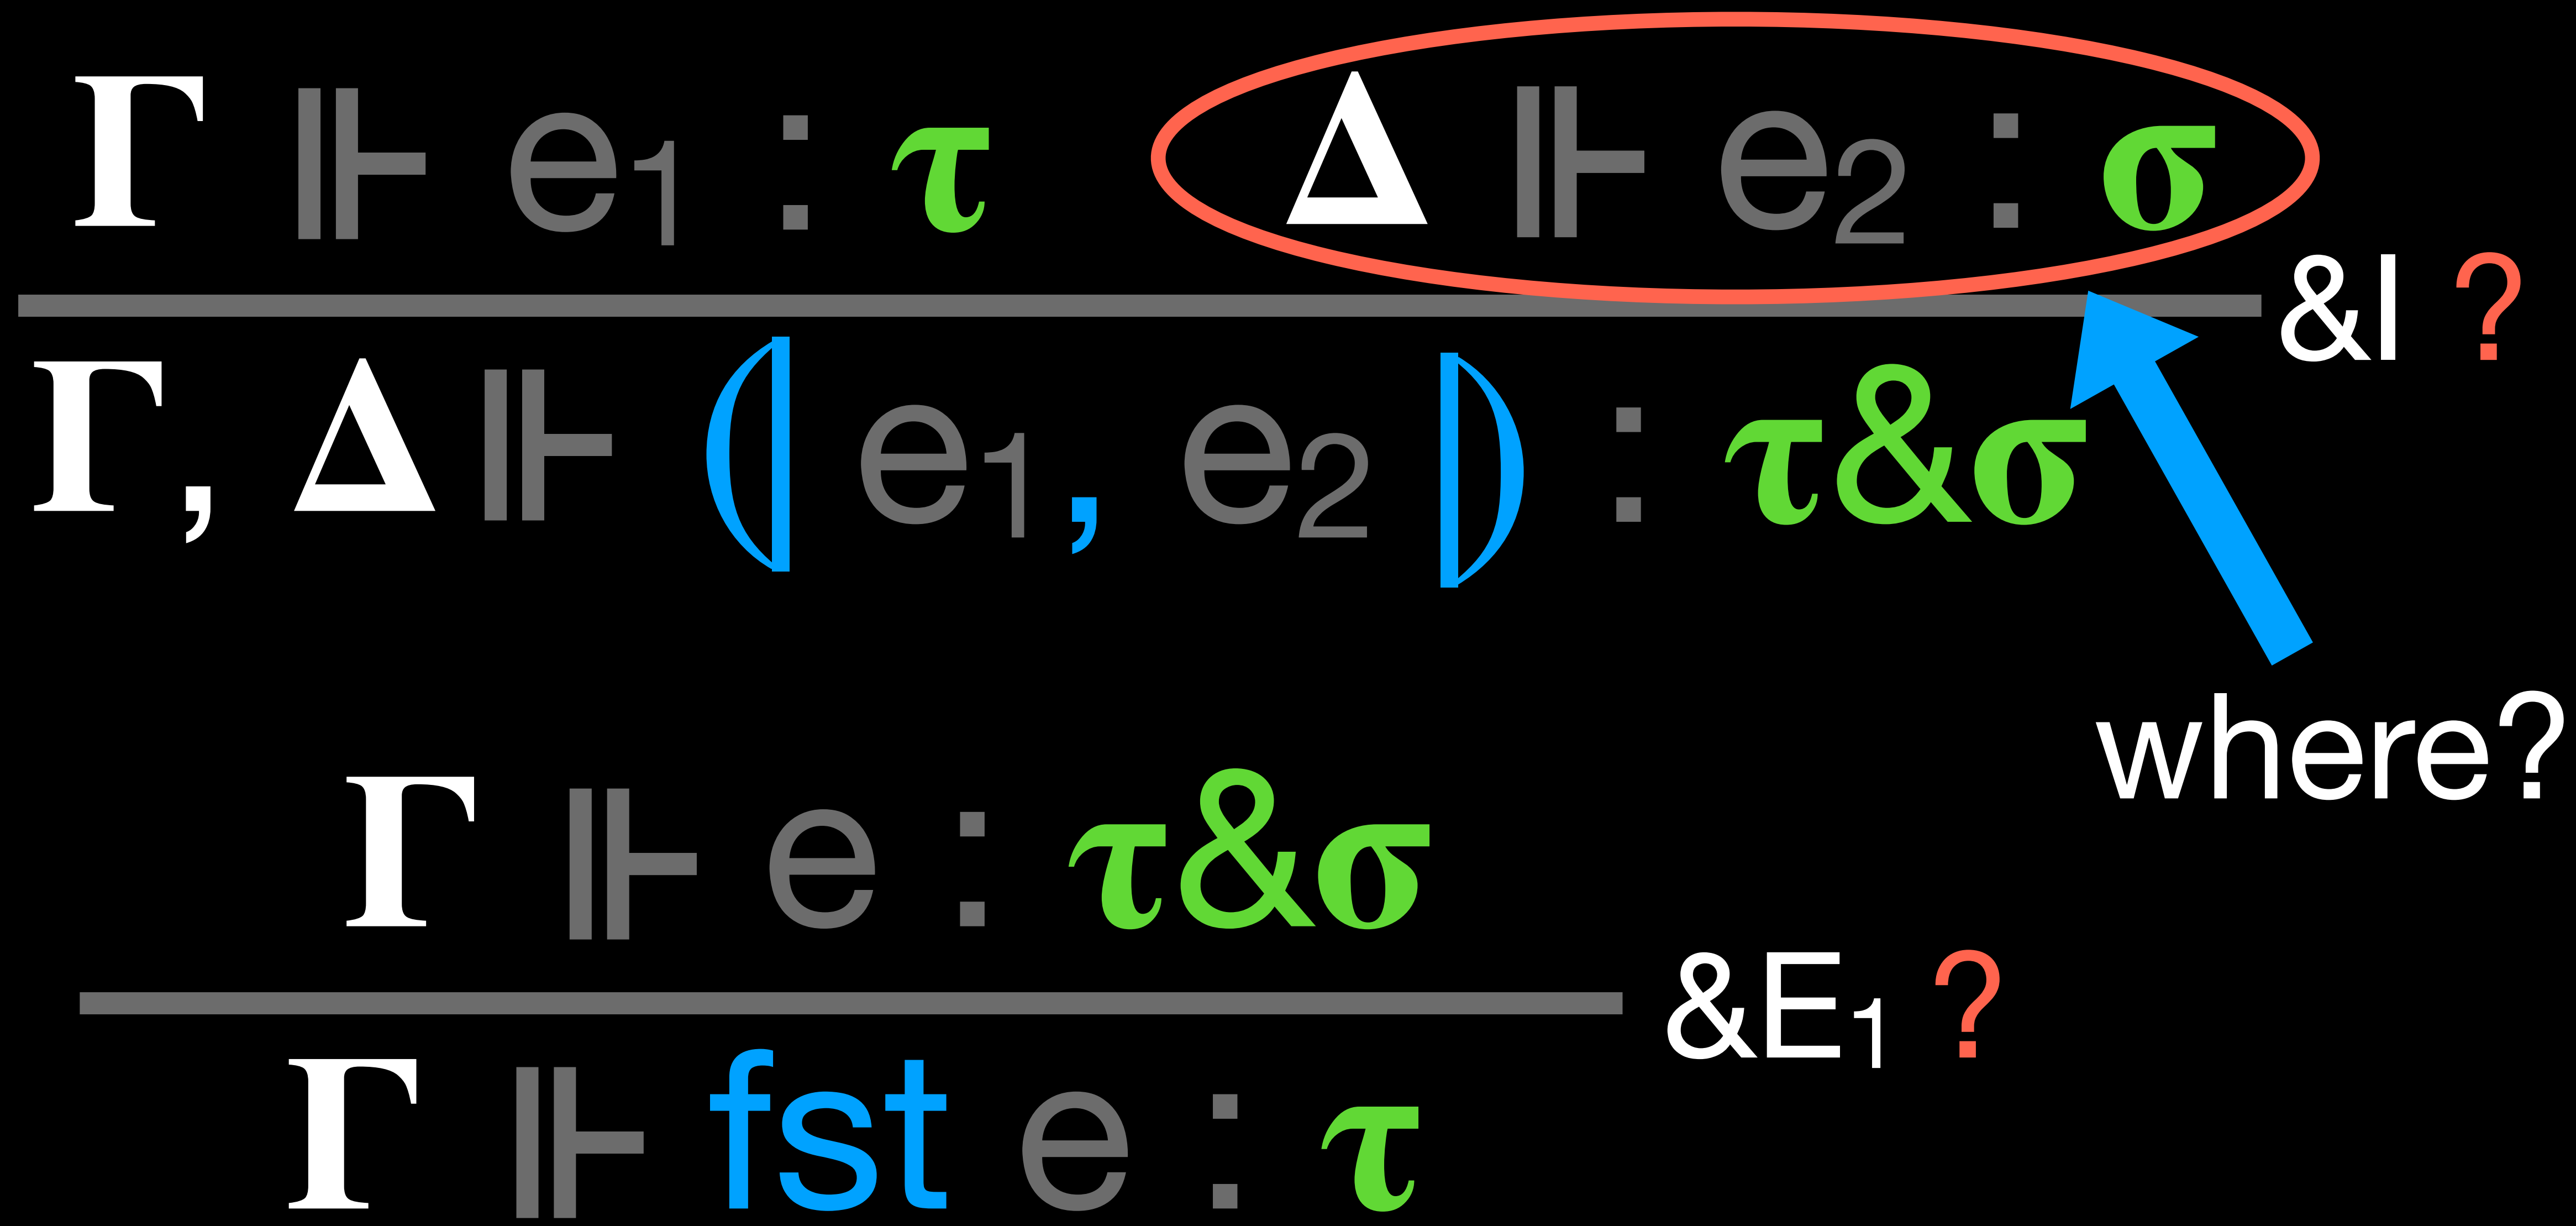 Γ ⊪ e₁ : τ Δ ⊪ e₂ : σ
&I ?
Γ, Δ ⊪ ⦇ e₁, e₂ ⦈ : τ&σ
where?
Γ ⊪ e : τ&σ
&E₁ ?
Γ ⊪ fst e : τ